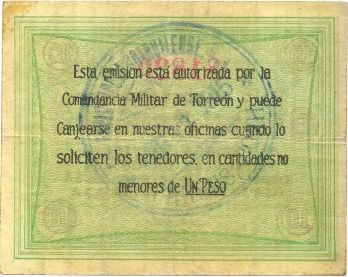 Esta emision está autorizada por la
Comandancia Militar de Torreón y puede
Canjearse en nuestras oficinas cuando lo
soliciten los tenedores, en cantidades no
menores de UN PESO